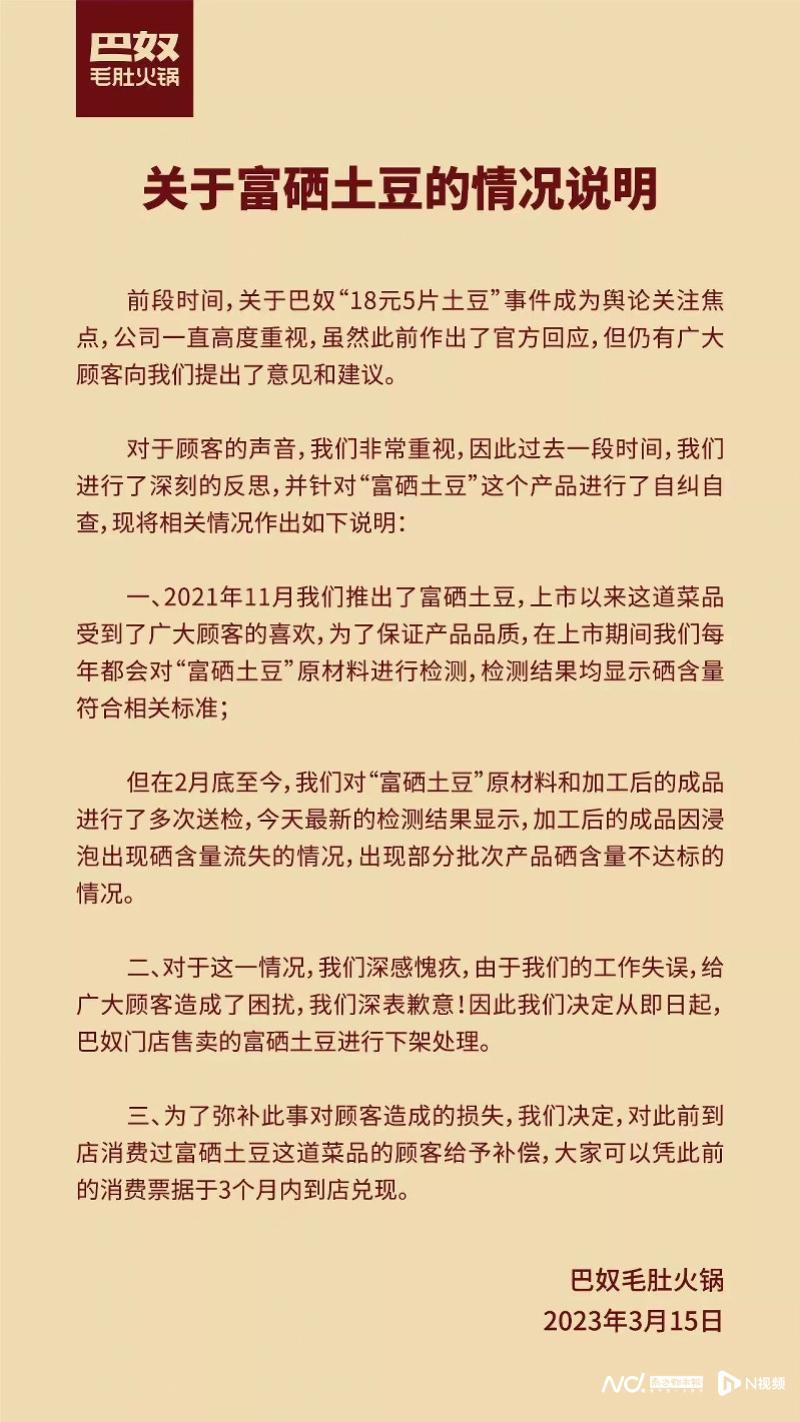 巴奴
毛肚火锅
关于富硒土豆的情况说明
前段时间，关于巴奴“18元5片土豆”事件成为舆论关注焦
点，公司一直高度重视，虽然此前作出了官方回应，但仍有广大
顾客向我们提出了意见和建议。
对于顾客的声音，我们非常重视，因此过去一段时间，我们
进行了深刻的反思，并针对“富硒土豆”这个产品进行了自纠自
查，现将相关情况作出如下说明：
一、2021年11月我们推出了富硒土豆，上市以来这道菜品
受到了广大顾客的喜欢，为了保证产品品质，在上市期间我们每
年都会对“富硒土豆”原材料进行检测，检测结果均显示硒含量
符合相关标准；
但在2月底至今，我们对“富硒土豆”原材料和加工后的成品
进行了多次送检，今天最新的检测结果显示，加工后的成品因浸
泡出现硒含量流失的情况，出现部分批次产品硒含量不达标的
情况。
二、对于这一情况，我们深感愧疚，由于我们的工作失误，给
广大顾客造成了困扰，我们深表歉意！因此我们决定从即日起，
巴奴门店售卖的富硒土豆进行下架处理。
三、为了弥补此事对顾客造成的损失，我们决定，对此前到
店消费过富硒土豆这道菜品的顾客给予补偿，大家可以凭此前
的消费票据于3个月内到店兑现。
巴奴毛肚火锅
2023年3月15日
N视频